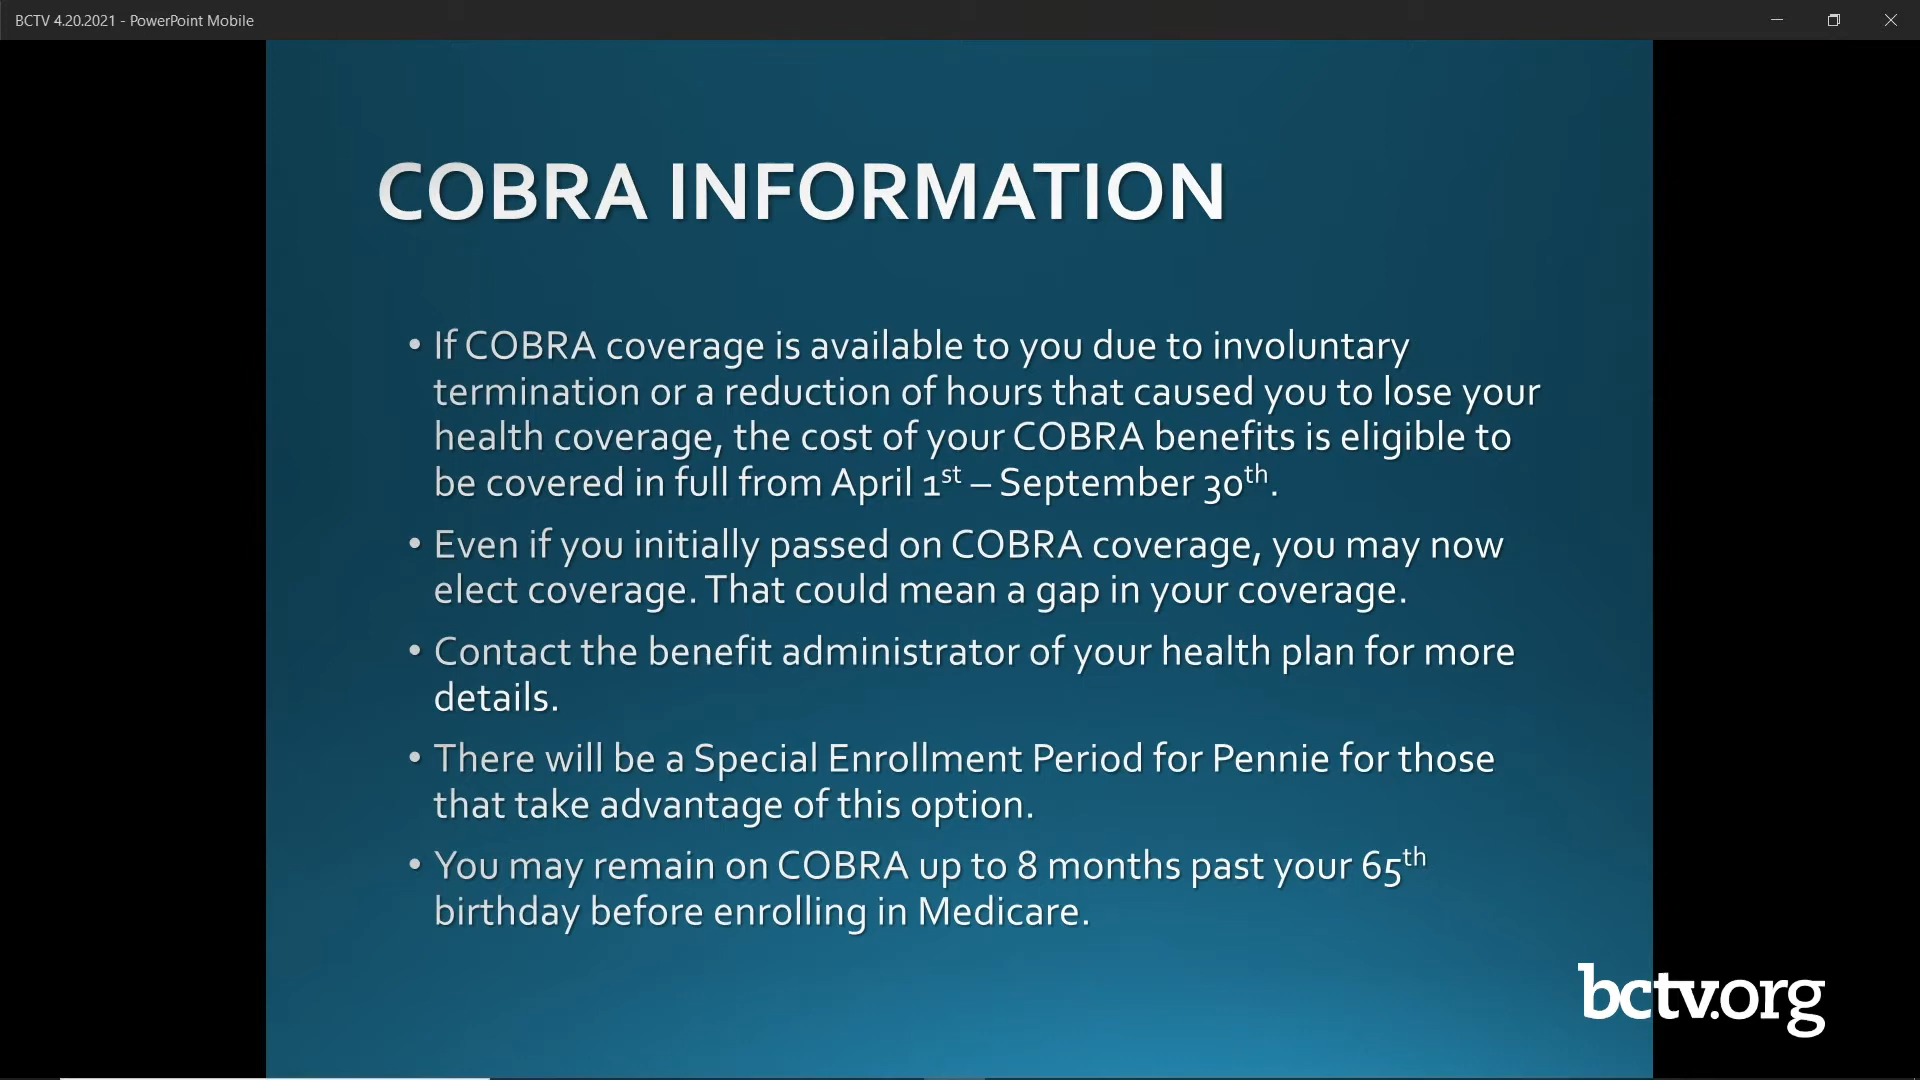 BCTV 4.20.2021 - PowerPoint Mobile
COBRA INFORMATION
• If COBRA coverage is available to you due to involuntary
termination or a reduction of hours that caused you to lose your
health coverage, the cost of your COBRA benefits is eligible to
be covered in full from April 1st – September 30th.
• Even if you initially passed on COBRA coverage, you may now
elect coverage. That could mean a gap in your coverage.
• Contact the benefit administrator of your health plan for more
details.
• There will be a Special Enrollment Period for Pennie for those
that take advantage of this option.
• You may remain on COBRA up to 8 months past your 65th
birthday before enrolling in Medicare.
bctv.org